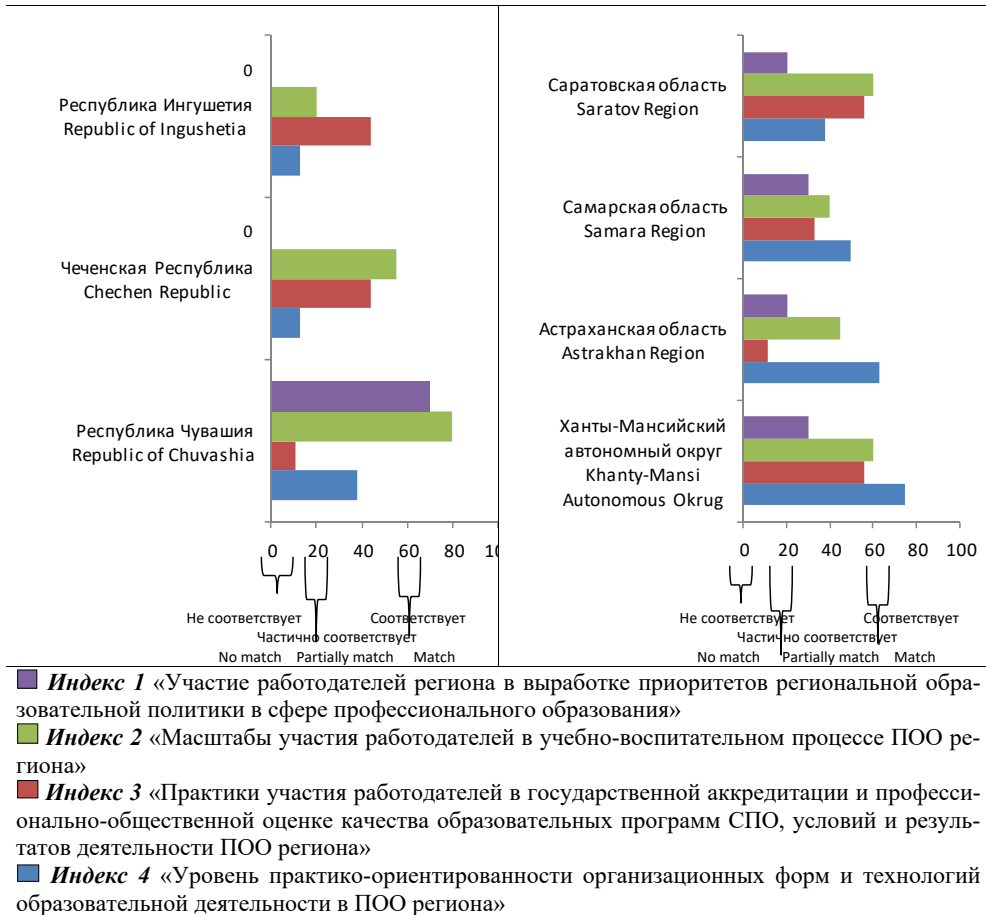 0
Республика Ингушетия
Republic of Ingushetia
0
Чеченская Республика
Chechen Republic
Республика Чувашия
Republic of Chuvashia
0 20 40 60 80 10
Не соответствует Соответствует
Частично соответствует
No match Partially match Match
Саратовская область
Saratov Region
Самарская область
Samara Region
Астраханская область
Astrakhan Region
Ханты-Мансийский
автономный округ
Khanty-Mansi
Autonomous Okrug
0 20 40 60 80 100
Не соответствует Соответствует
Частично соответствует
No match Partially match Match
Индекс 1 «Участие работодателей региона в выработке приоритетов региональной обра-
зовательной политики в сфере профессионального образования»
Индекс 2 «Масштабы участия работодателей в учебно-воспитательном процессе ПОО ре-
гиона»
Индекс 3 «Практики участия работодателей в государственной аккредитации и професси-
онально-общественной оценке качества образовательных программ СПО, условий и резуль-
татов деятельности ПОО региона»
Индекс 4 «Уровень практико-ориентированности организационных форм и технологий
образовательной деятельности в ПОО региона»